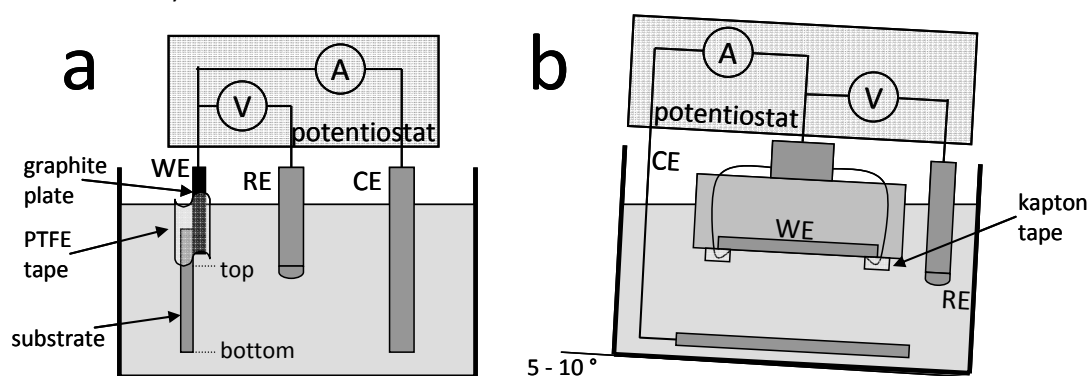 a
A
V
potentiostat
graphite
plate
WE
RE
CE
PTFE
tape
top
substrate
bottom
b
A
V
potentiostat
CE
WE
kapton
tape
RE
5 - 10 °